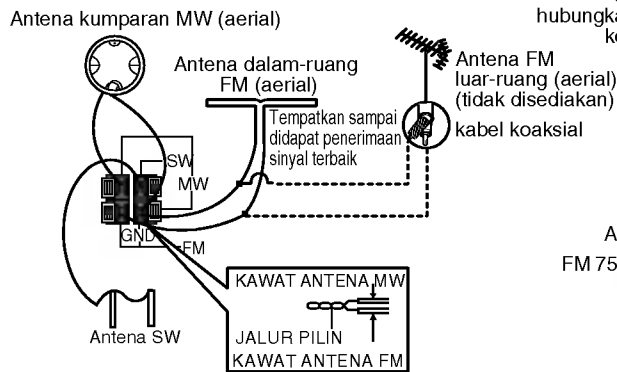 Antena kumparan MW (aerial)
hubungka
ke
Antena dalam-ruang
FM (aerial)
Antena FM
luar-ruang (aerial)
(tidak disediakan)
kabel koaksial
Tempatkan sampai
didapat penerimaan
sinyal terbaik
SW
MW
GND
FM
A
FM 75
Antena SW
KAWAT ANTENA MW
JALUR PILIN
KAWAT ANTENA FM